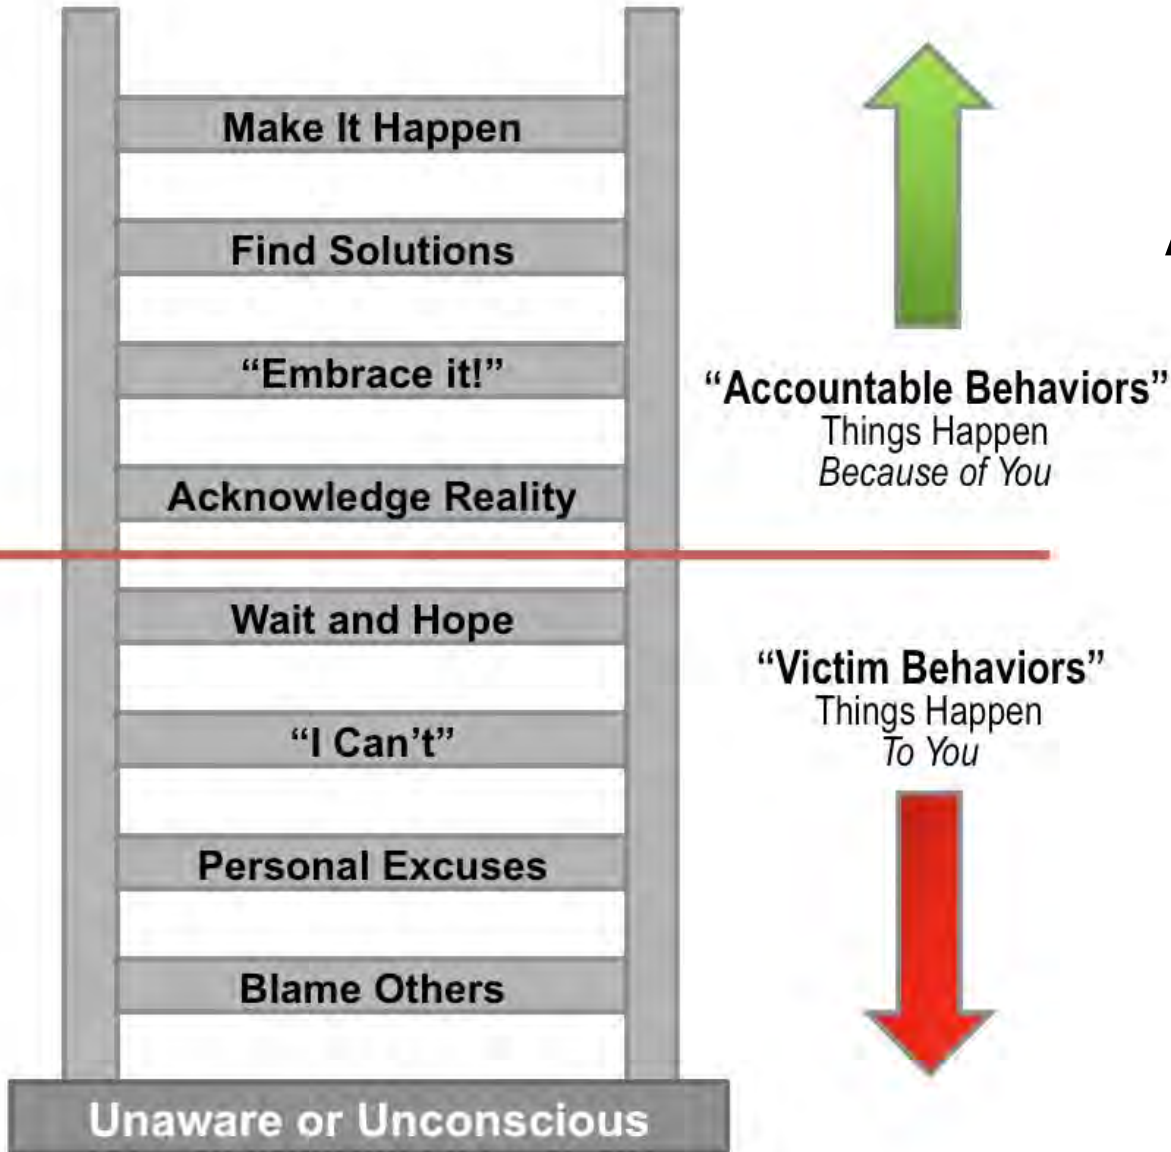 Make It Happen
Find Solutions
“Embrace it!”
Acknowledge Reality
Wait and Hope
“I Can’t”
Personal Excuses
Blame Others
Unaware or Unconscious
“Accountable Behaviors”
Things Happen
Because of You
“Victim Behaviors”
Things Happen
To You